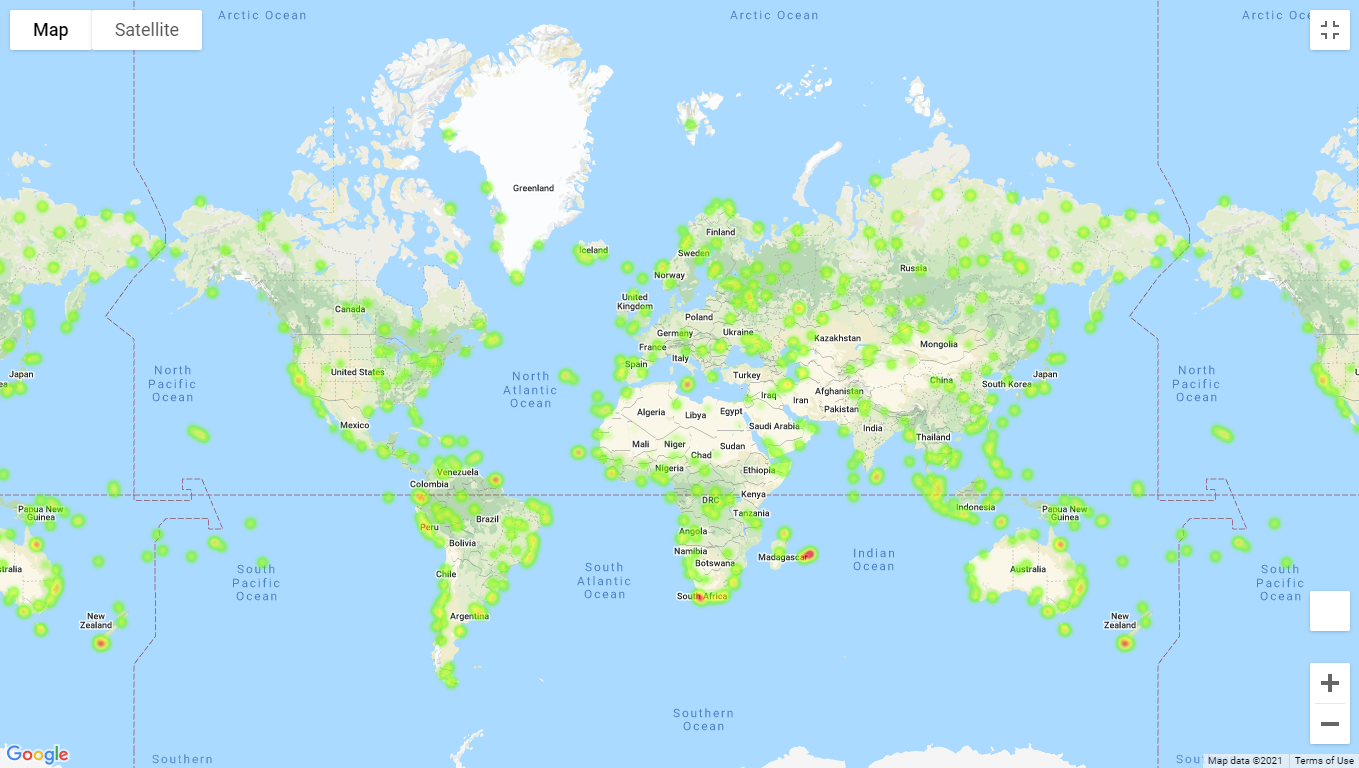 Arctic Ocean
Arctic Ocean
Arctic
Map
Satellite
Greenland
Finland
Iceland
Sweden
Norway
Russia
United
Kingdom
Canada
Poland
Germany
Ukraine
Kazakhstan
Mongolia
France
Italy
Spain
Turkey
United States
China
South Korea
Japan
Japan
North
Pacific
Ocean
North
Atlantic
Ocean
North
Pacific
Ocean
Iraq
Iran
Afghanistan
Pakistan
Algeria
Libya
Egypt
Mexico
Saudi Arabia
India
Thailand
Mali
Niger
Sudan
Chad
Nigeria
Ethiopia
Venezuela
Colombia
DRC
Kenya
Papua New
Guinea
Indonesia
Papua New
Guinea
Tanzania
Brazil
Peru
Angola
Bolivia
Namibia
Botswana
Madagascar
Indian
Ocean
stralia
Australia
South
Pacific
Ocean
Chile
South
Atlantic
Ocean
South
Pacific
Ocean
South Africa
Argentina
New
Zealand
New
Zealand
Southern
Ocean
Southern
Google
Map data ©2021
Terms of Use